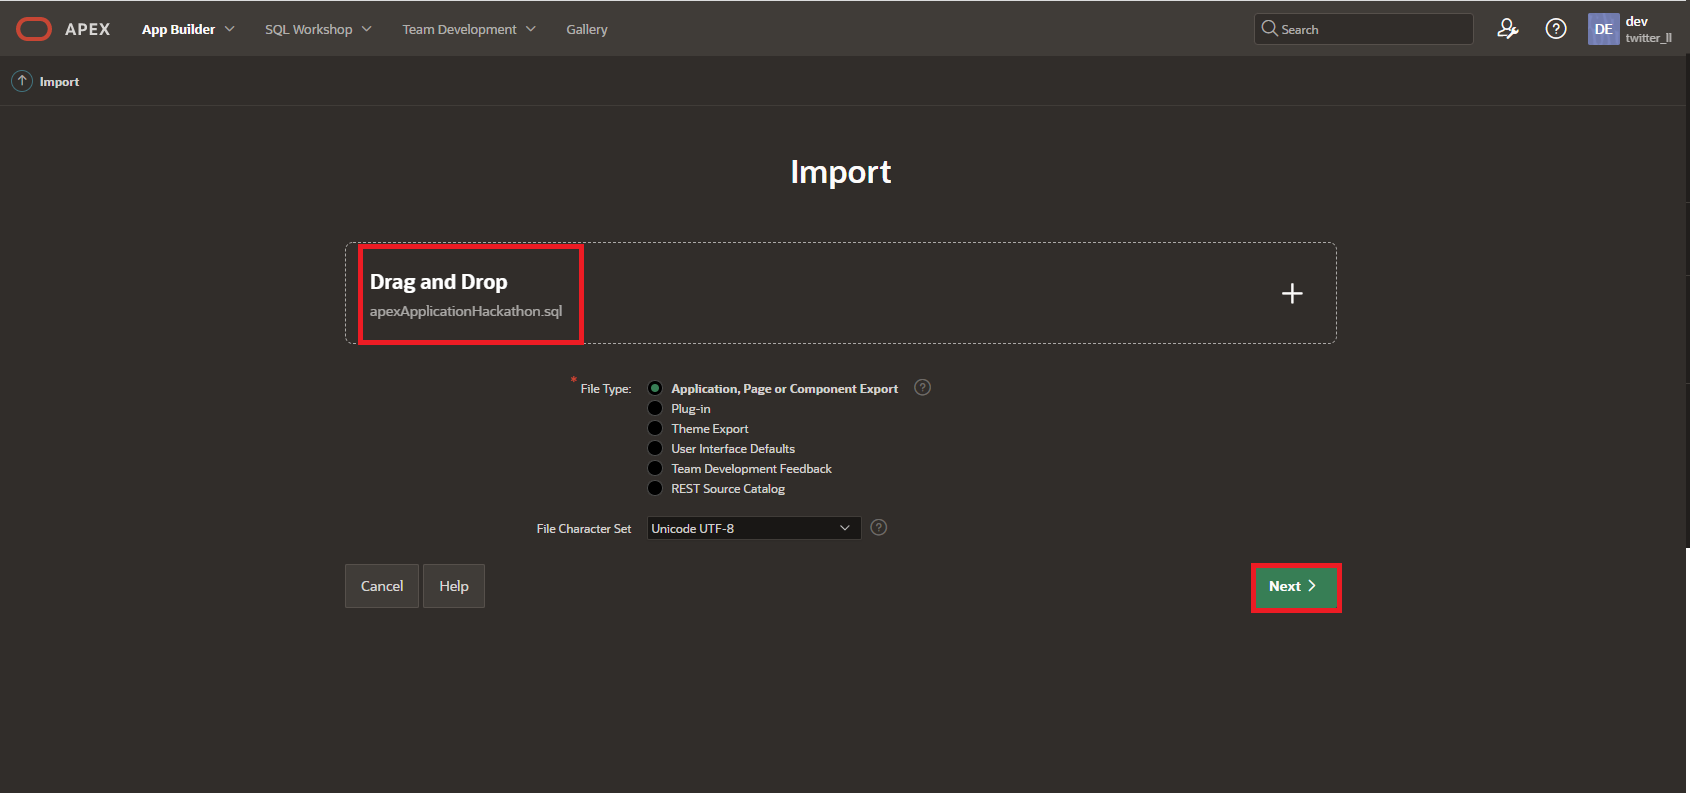 APEX App Builder SQL Workshop Team Development Gallery Search ? DE dev
twitter_ll
Import
Import
Drag and Drop
apexApplicationHackathon.sql
* File Type: Application, Page or Component Export ?
Plug-in
Theme Export
User Interface Defaults
Team Development Feedback
REST Source Catalog
File Character Set Unicode UTF-8 ?
Cancel Help Next